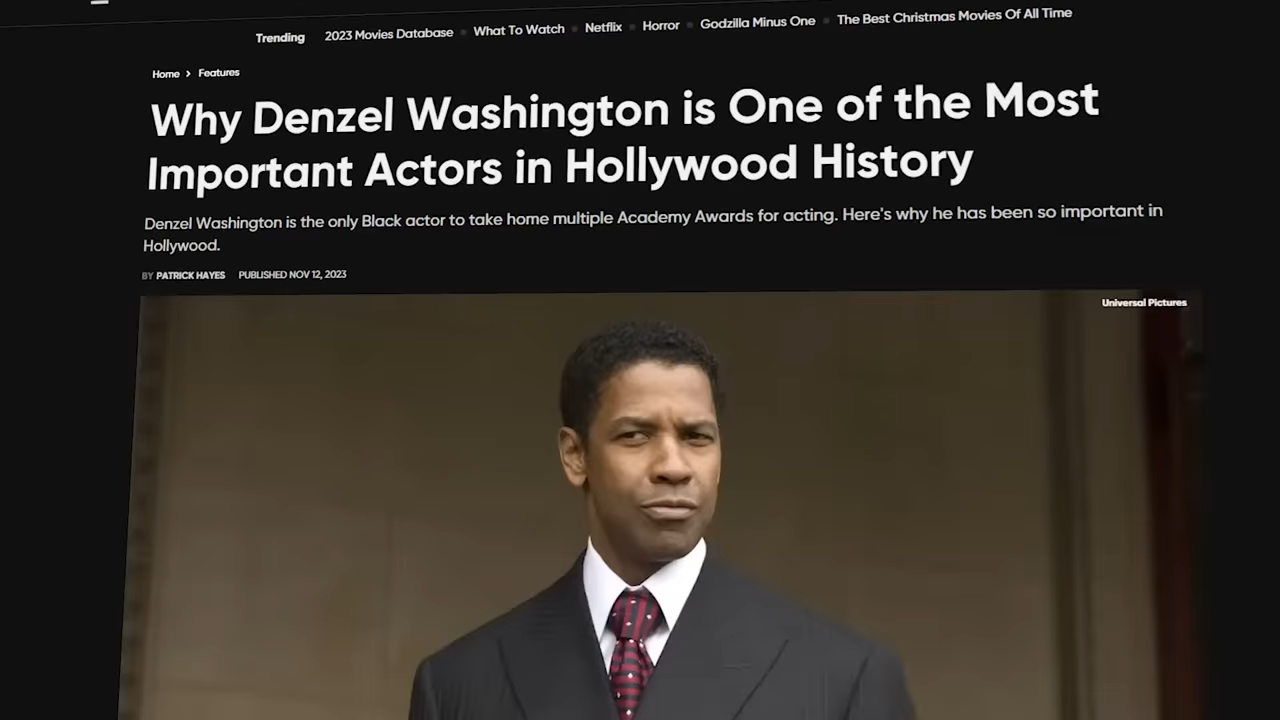 Trending 2023 Movies Database What To Watch Netflix Horror Godzilla Minus One The Best Christmas Movies Of All Time
Home > Features
Why Denzel Washington is One of the Most
Important Actors in Hollywood History
Denzel Washington is the only Black actor to take home multiple Academy Awards for acting. Here's why he has been so important in
Hollywood.
BY PATRICK HAYES PUBLISHED NOV 12, 2023
Universal Pictures